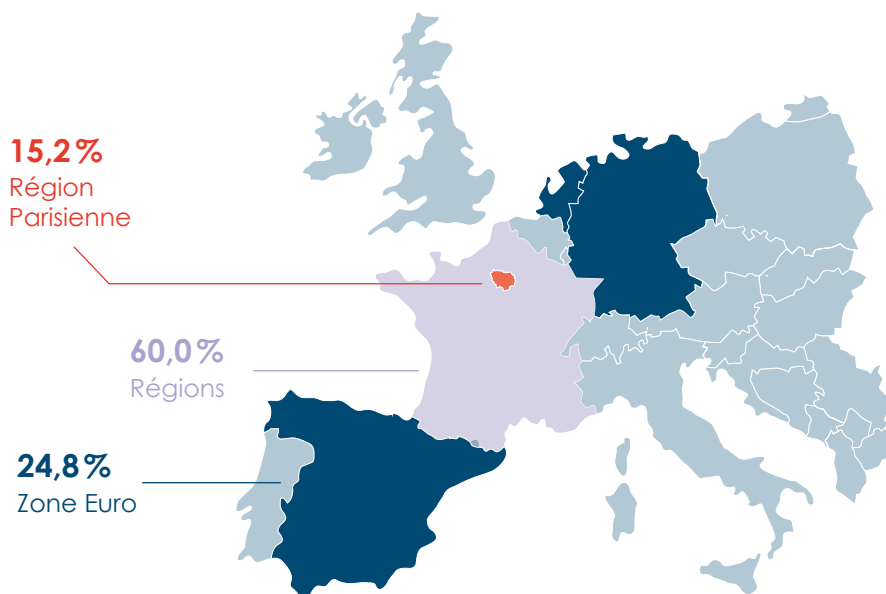 15,2 %
Région
Parisienne
60,0 %
Régions
24,8 %
Zone Euro